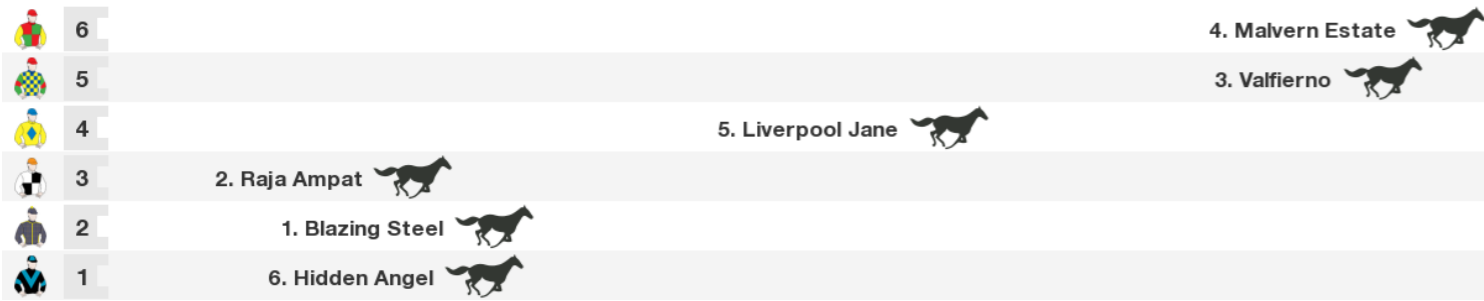 6 4. Malvern Estate
5 3. Valfierno
4 5. Liverpool Jane
3 2. Raja Ampat
2 1. Blazing Steel
1 6. Hidden Angel